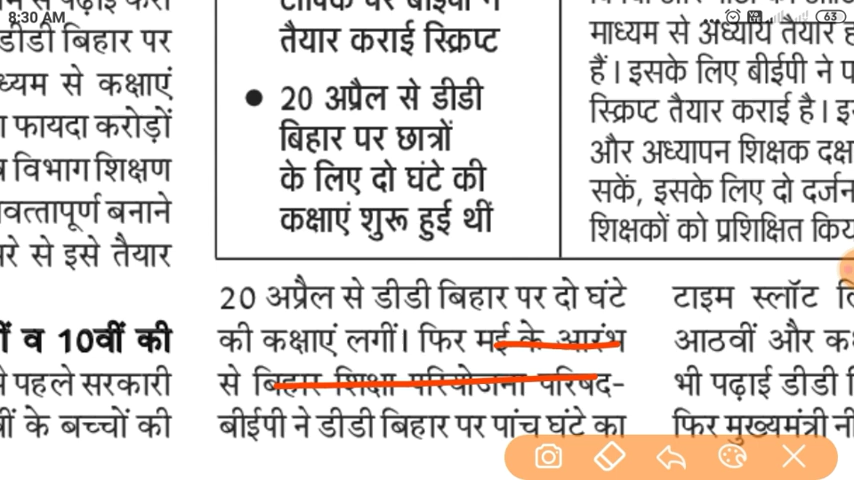 8:30 AM
63
से पढ़ाई करा
डीडी बिहार पर
ध्यम से कक्षाएं
फायदा करोड़ों
विभाग शिक्षण
वत्तापूर्ण बनाने
रे से इसे तैयार
व 10वीं की
पहले सरकारी
के बच्चों की
तैयार कराई स्क्रिप्ट
● 20 अप्रैल से डीडी
बिहार पर छात्रों
के लिए दो घंटे की
कक्षाएं शुरू हुई थीं
20 अप्रैल से डीडी बिहार पर दो घंटे
की कक्षाएं लगीं। फिर मई के आरंभ
से बिहार शिक्षा परियोजना परिषद-
बीईपी ने डीडी बिहार पर पांच घंटे का
माध्यम से अध्याय तैयार ह
हैं। इसके लिए बीईपी ने प
स्क्रिप्ट तैयार कराई है। इ
और अध्यापन शिक्षक दक्ष
सकें, इसके लिए दो दर्जन
शिक्षकों को प्रशिक्षित किय
टाइम स्लॉट लि
आठवीं और क
भी पढ़ाई डीडी
फिर मुख्यमंत्री नी